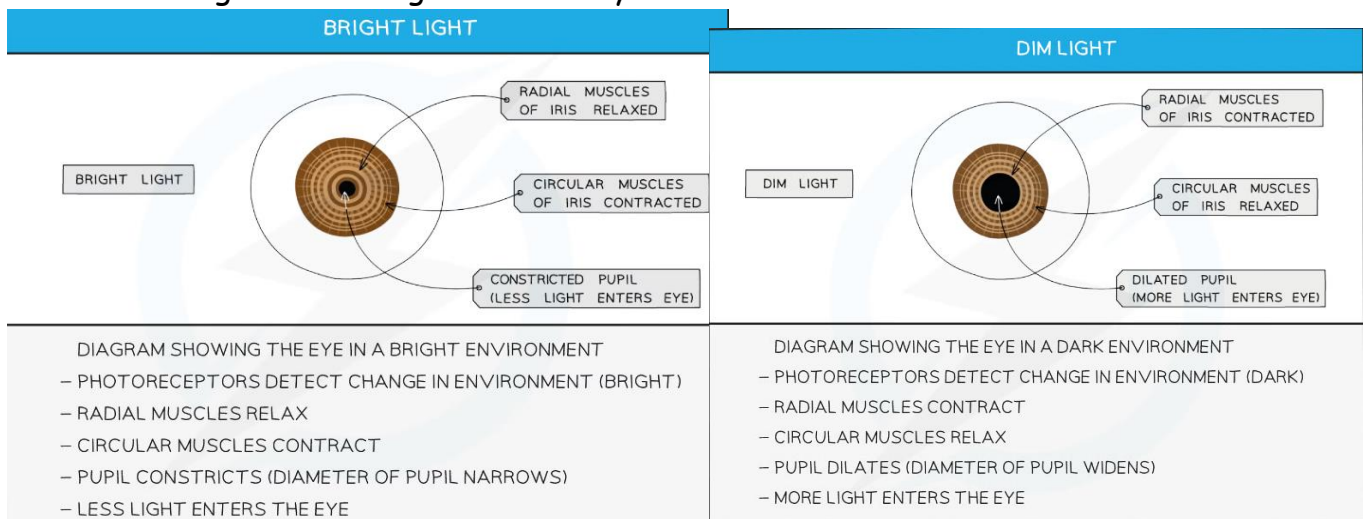 BRIGHT LIGHT
RADIAL MUSCLES
OF IRIS RELAXED
BRIGHT LIGHT
CIRCULAR MUSCLES
OF IRIS CONTRACTED
CONSTRICTED PUPIL
(LESS LIGHT ENTERS EYE)
DIAGRAM SHOWING THE EYE IN A BRIGHT ENVIRONMENT
– PHOTORECEPTORS DETECT CHANGE IN ENVIRONMENT (BRIGHT)
– RADIAL MUSCLES RELAX
– CIRCULAR MUSCLES CONTRACT
– PUPIL CONSTRICTS (DIAMETER OF PUPIL NARROWS)
– LESS LIGHT ENTERS THE EYE
DIM LIGHT
RADIAL MUSCLES
OF IRIS CONTRACTED
DIM LIGHT
CIRCULAR MUSCLES
OF IRIS RELAXED
DILATED PUPIL
(MORE LIGHT ENTERS EYE)
DIAGRAM SHOWING THE EYE IN A DARK ENVIRONMENT
– PHOTORECEPTORS DETECT CHANGE IN ENVIRONMENT (DARK)
– RADIAL MUSCLES CONTRACT
– CIRCULAR MUSCLES RELAX
– PUPIL DILATES (DIAMETER OF PUPIL WIDENS)
– MORE LIGHT ENTERS THE EYE